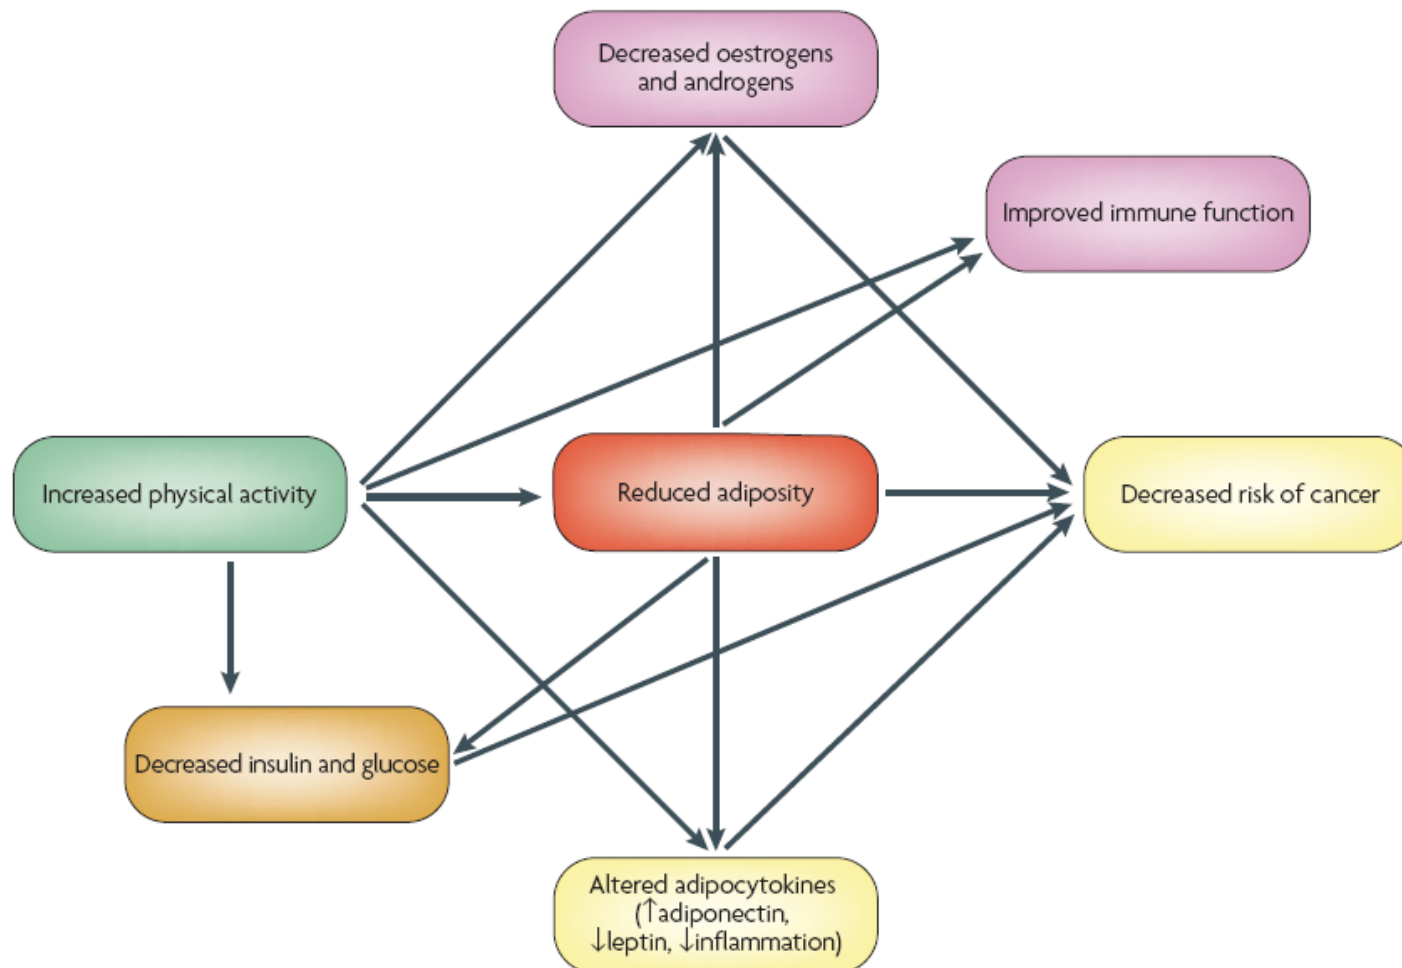 Decreased oestrogens
and androgens
Improved immune function
Increased physical activity
Reduced adiposity
Decreased risk of cancer
Decreased insulin and glucose
Altered adipocytokines
(↑adiponectin,
↓leptin, ↓inflammation)